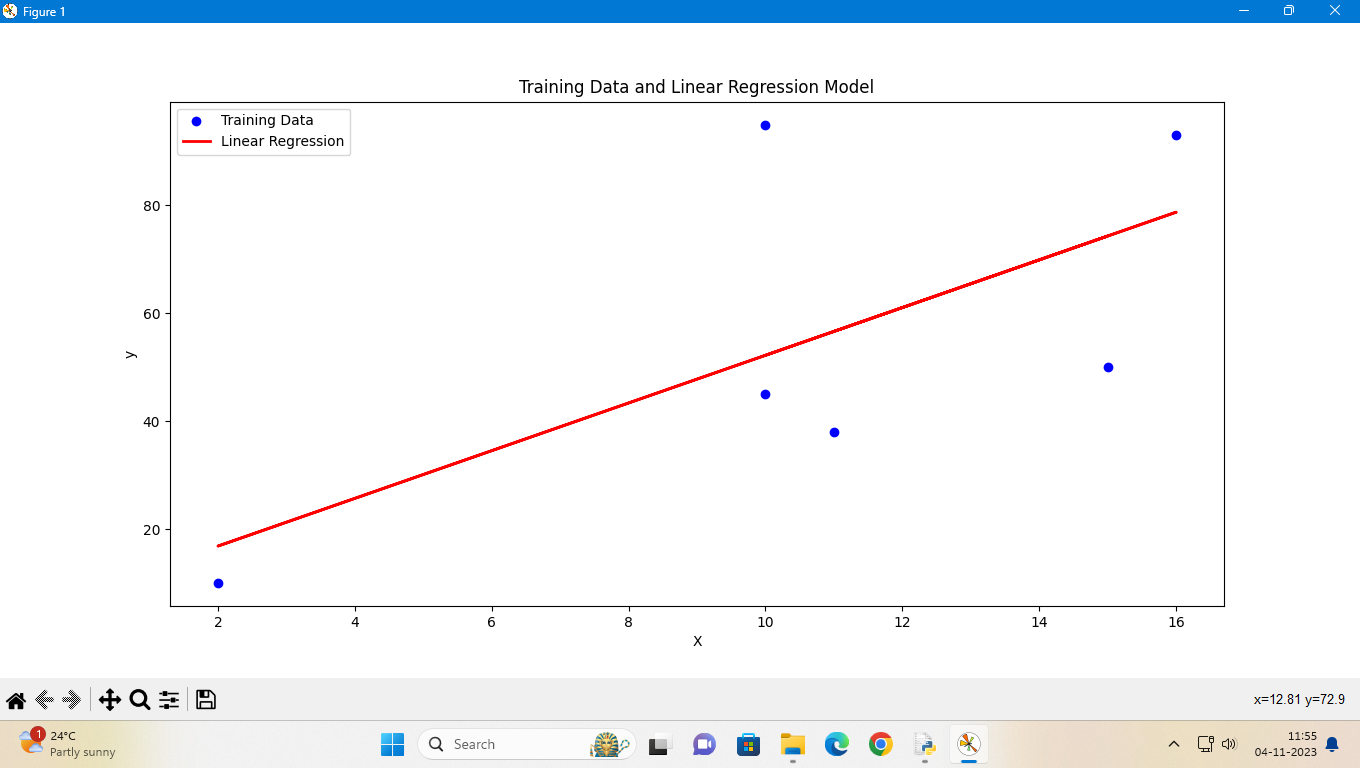 Figure 1
Training Data and Linear Regression Model
Training Data
Linear Regression
80
60
40
20
y
2 4 6 8 10 12 14 16
X
x=12.81 y=72.9
1
24°C
Partly sunny
Search
11:55
04-11-2023